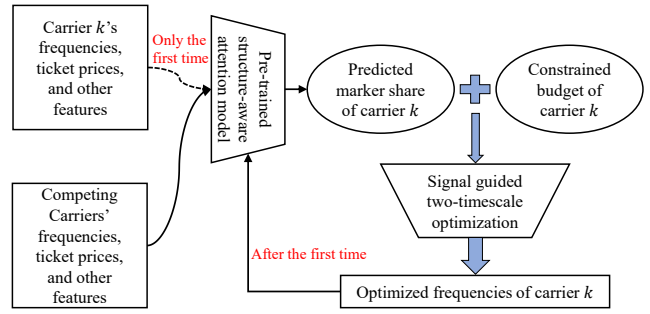 Carrier k's
frequencies,
ticket prices,
and other
features
Only the
first time
Pre-trained
structure-aware
attention model
Predicted
marker share
of carrier k
Constrained
budget of
carrier k
Competing
Carriers'
frequencies,
ticket prices,
and other
features
Signal guided
two-timescale
optimization
After the first time
Optimized frequencies of carrier k